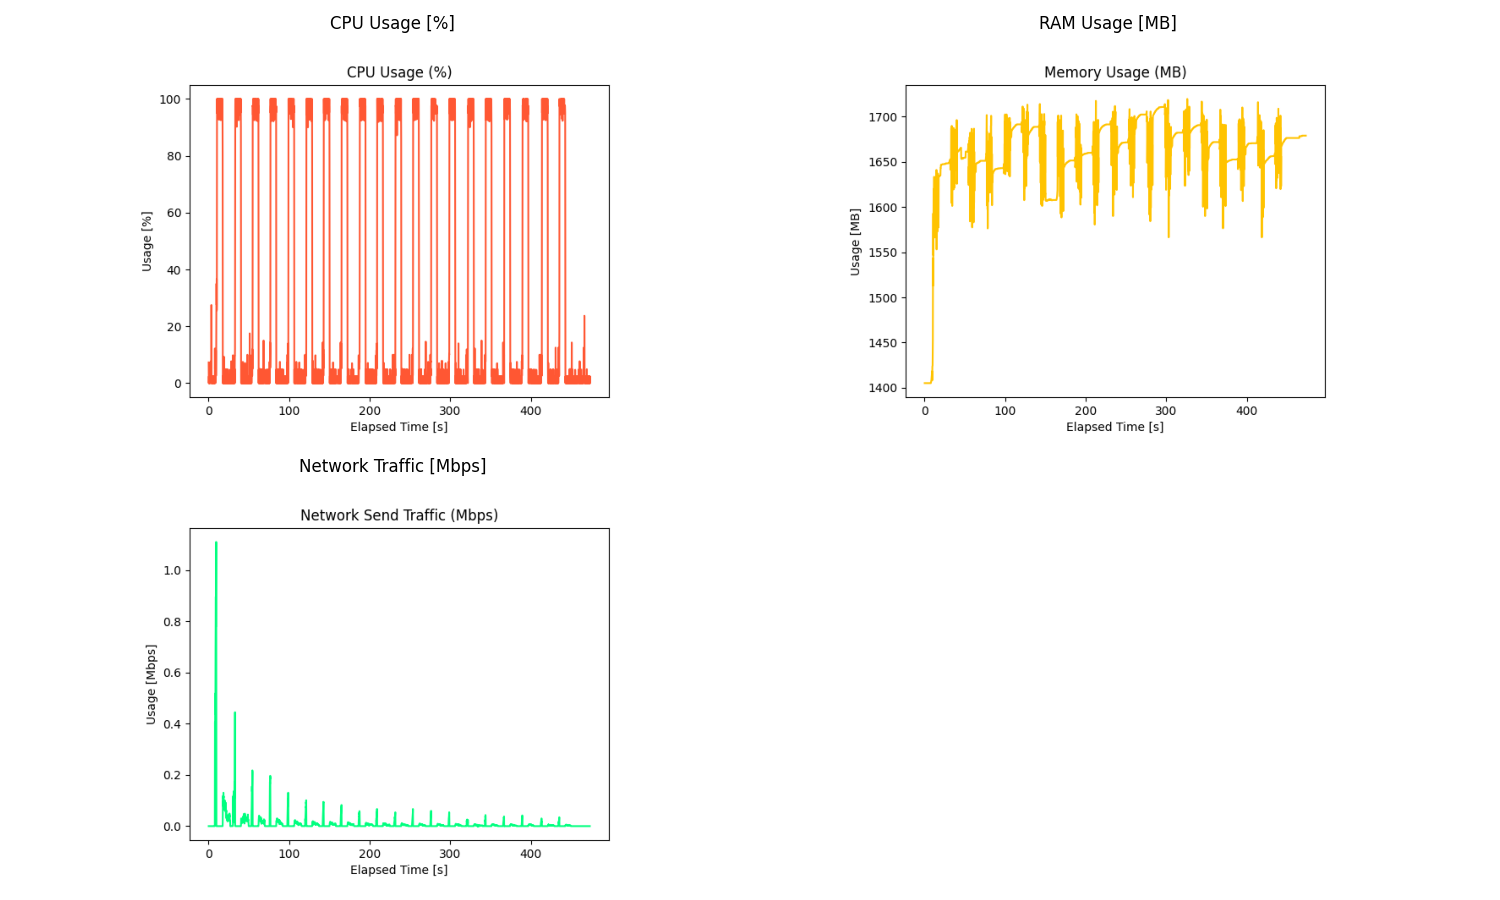 CPU Usage [%]
RAM Usage [MB]
CPU Usage (%)
100
80
60
40
20
0
Usage [%]
0 100 200 300 400
Elapsed Time [s]
Memory Usage (MB)
1700
1650
1600
1550
1500
1450
1400
Usage [MB]
0 100 200 300 400
Elapsed Time [s]
Network Traffic [Mbps]
Network Send Traffic (Mbps)
1.0
0.8
0.6
0.4
0.2
0.0
Usage [Mbps]
0 100 200 300 400
Elapsed Time [s]